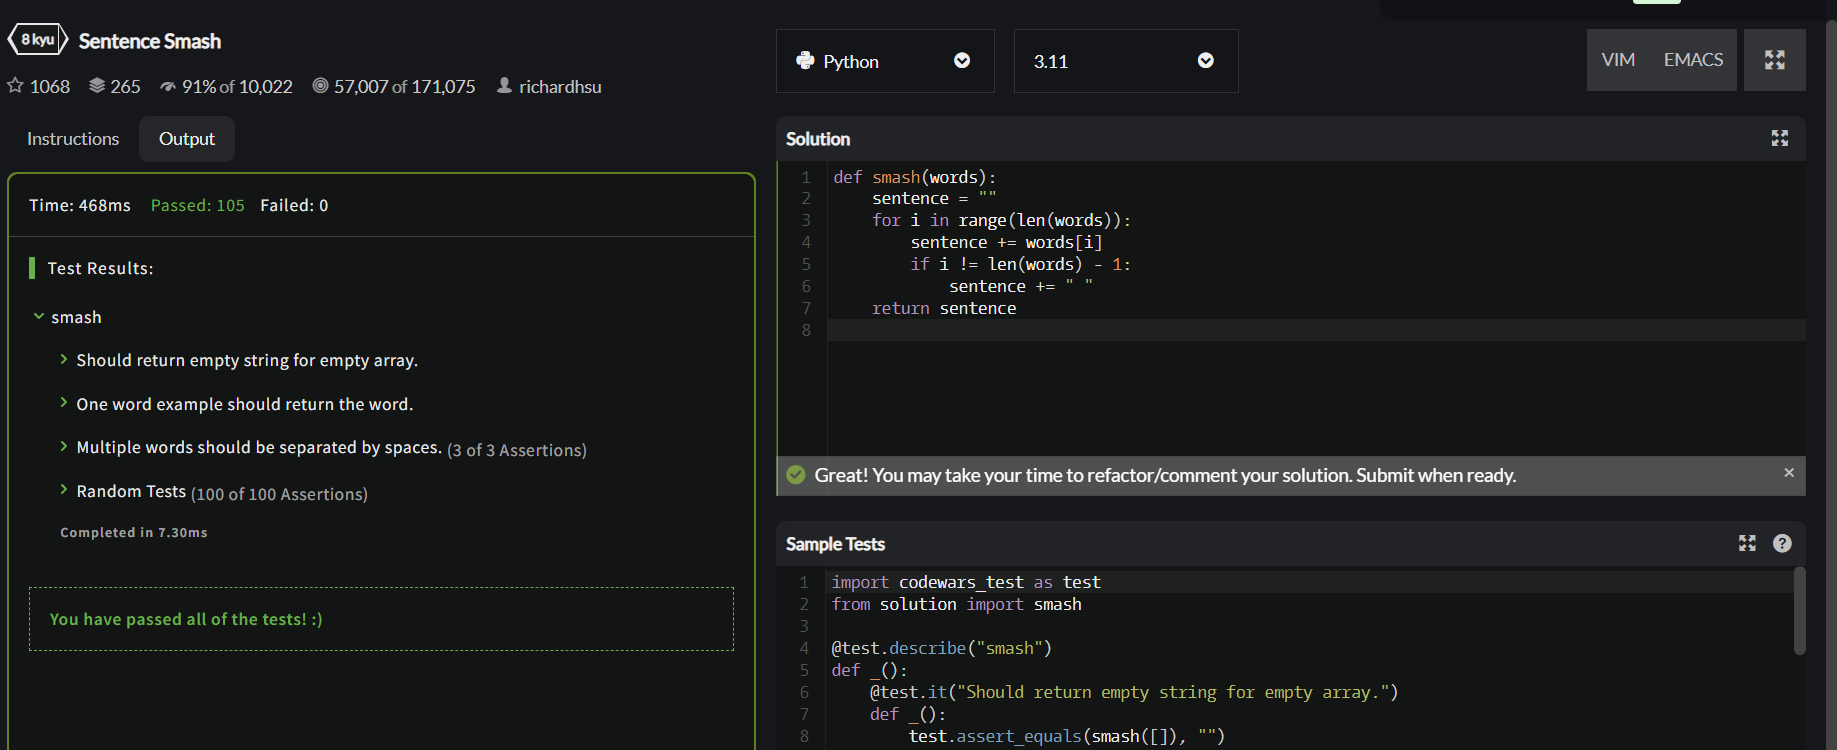 8 kyu Sentence Smash
1068 265 91% of 10,022 57,007 of 171,075 richardhsu
Instructions Output
Time: 468ms Passed: 105 Failed: 0
Test Results:
smash
Should return empty string for empty array.
One word example should return the word.
Multiple words should be separated by spaces. (3 of 3 Assertions)
Random Tests (100 of 100 Assertions)
Completed in 7.30ms
You have passed all of the tests! :)
Python 3.11 VIM EMACS
Solution
1 def smash(words):
2     sentence = ""
3     for i in range(len(words)):
4         sentence += words[i]
5         if i != len(words) - 1:
6             sentence += " "
7     return sentence
8
Great! You may take your time to refactor/comment your solution. Submit when ready. ×
Sample Tests ?
1 import codewars_test as test
2 from solution import smash
3
4 @test.describe("smash")
5 def _():
6     @test.it("Should return empty string for empty array.")
7     def _():
8         test.assert_equals(smash([]), "")